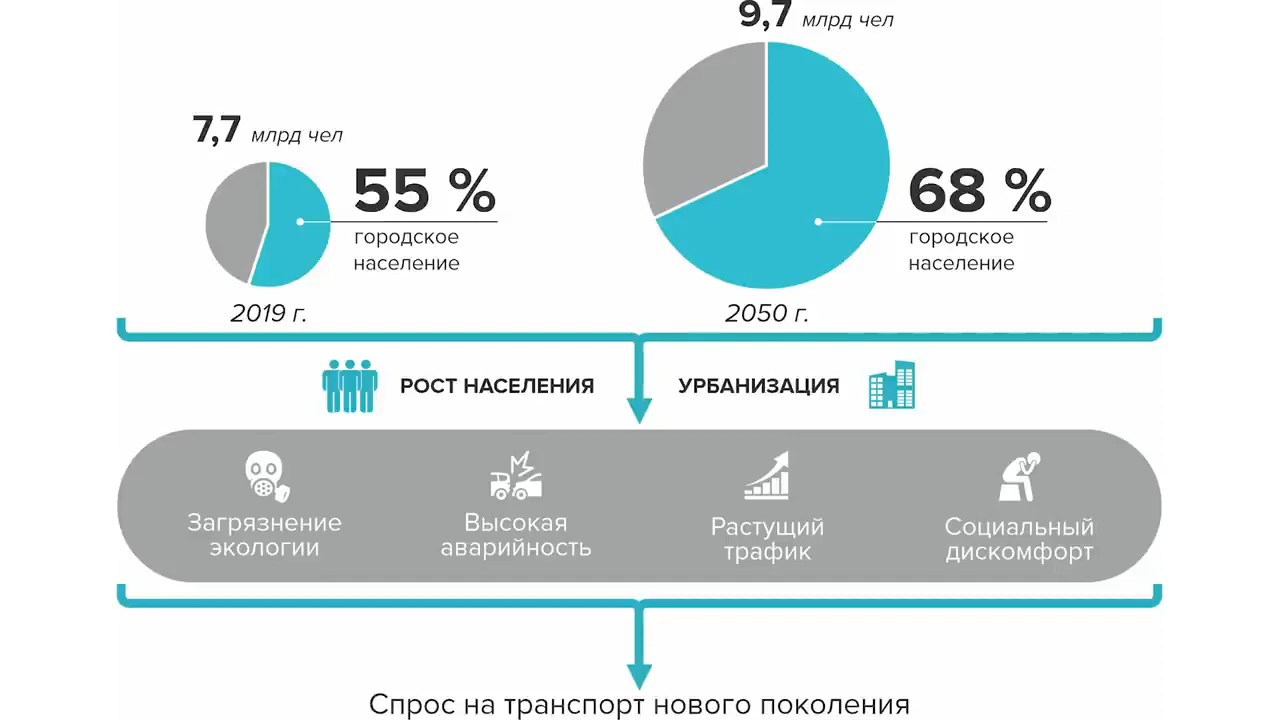 9,7 млрд чел
7,7 млрд чел
55 %
городское
население
68 %
городское
население
2019 г.
2050 г.
РОСТ НАСЕЛЕНИЯ
УРБАНИЗАЦИЯ
Загрязнение
экологии
Высокая
аварийность
Растущий
трафик
Социальный
дискомфорт
Спрос на транспорт нового поколения